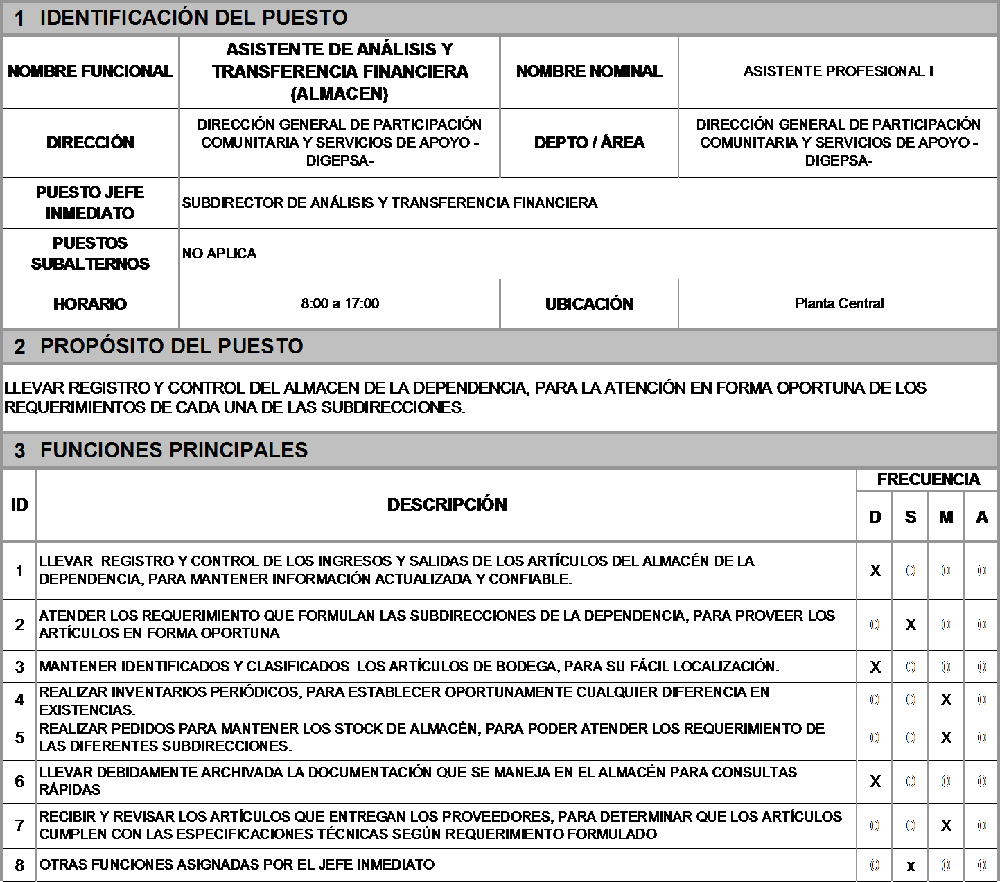 1 IDENTIFICACIÓN DEL PUESTO
NOMBRE FUNCIONAL
ASISTENTE DE ANÁLISIS Y
TRANSFERENCIA FINANCIERA
(ALMACEN)
NOMBRE NOMINAL
ASISTENTE PROFESIONAL I
DIRECCIÓN
DIRECCIÓN GENERAL DE PARTICIPACIÓN
COMUNITARIA Y SERVICIOS DE APOYO -
DIGEPSA-
DEPTO / ÁREA
DIRECCIÓN GENERAL DE PARTICIPACIÓN
COMUNITARIA Y SERVICIOS DE APOYO -
DIGEPSA-
PUESTO JEFE
INMEDIATO
SUBDIRECTOR DE ANÁLISIS Y TRANSFERENCIA FINANCIERA
PUESTOS
SUBALTERNOS
NO APLICA
HORARIO
8:00 a 17:00
UBICACIÓN
Planta Central
2 PROPÓSITO DEL PUESTO
LLEVAR REGISTRO Y CONTROL DEL ALMACEN DE LA DEPENDENCIA, PARA LA ATENCIÓN EN FORMA OPORTUNA DE LOS
REQUERIMIENTOS DE CADA UNA DE LAS SUBDIRECCIONES.
3 FUNCIONES PRINCIPALES
ID
DESCRIPCIÓN
FRECUENCIA
D S M A
1
LLEVAR  REGISTRO Y CONTROL DE LOS INGRESOS Y SALIDAS DE LOS ARTÍCULOS DEL ALMACÉN DE LA
DEPENDENCIA, PARA MANTENER INFORMACIÓN ACTUALIZADA Y CONFIABLE.
X 0 0 0
2
ATENDER LOS REQUERIMIENTO QUE FORMULAN LAS SUBDIRECCIONES DE LA DEPENDENCIA, PARA PROVEER LOS
ARTÍCULOS EN FORMA OPORTUNA
0 X 0 0
3
MANTENER IDENTIFICADOS Y CLASIFICADOS  LOS ARTÍCULOS DE BODEGA, PARA SU FÁCIL LOCALIZACIÓN.
X 0 0 0
4
REALIZAR INVENTARIOS PERIÓDICOS, PARA ESTABLECER OPORTUNAMENTE CUALQUIER DIFERENCIA EN
EXISTENCIAS.
0 0 X 0
5
REALIZAR PEDIDOS PARA MANTENER LOS STOCK DE ALMACÉN, PARA PODER ATENDER LOS REQUERIMIENTO DE
LAS DIFERENTES SUBDIRECCIONES.
0 0 X 0
6
LLEVAR DEBIDAMENTE ARCHIVADA LA DOCUMENTACIÓN QUE SE MANEJA EN EL ALMACÉN PARA CONSULTAS
RÁPIDAS
X 0 0 0
7
RECIBIR Y REVISAR LOS ARTÍCULOS QUE ENTREGAN LOS PROVEEDORES, PARA DETERMINAR QUE LOS ARTÍCULOS
CUMPLEN CON LAS ESPECIFICACIONES TÉCNICAS SEGÚN REQUERIMIENTO FORMULADO
0 0 X 0
8
OTRAS FUNCIONES ASIGNADAS POR EL JEFE INMEDIATO
0 x 0 0